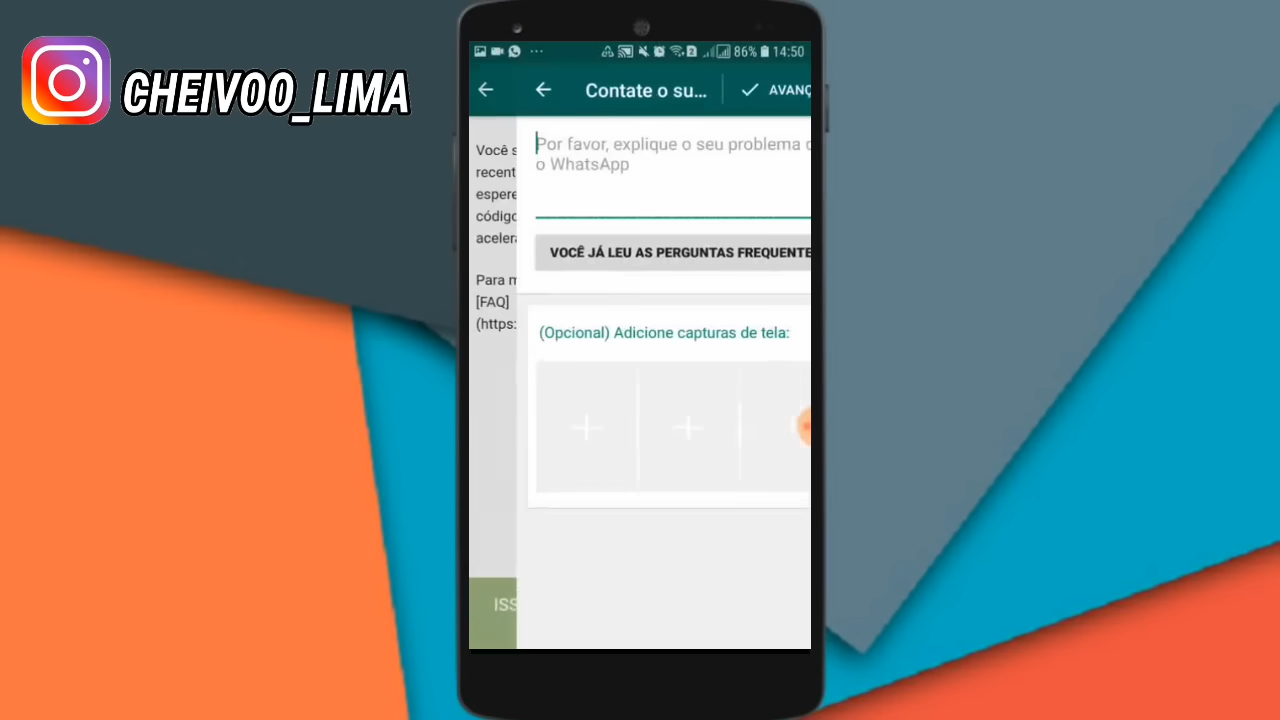 CHEIVOO_LIMA
86% 14:50
Contate o su...
AVANÇ
Você s
recent
espere
código
acelera
Para m
[FAQ]
(https:
ISS
Por favor, explique o seu problema c
o WhatsApp
VOCÊ JÁ LEU AS PERGUNTAS FREQUENTE
(Opcional) Adicione capturas de tela: